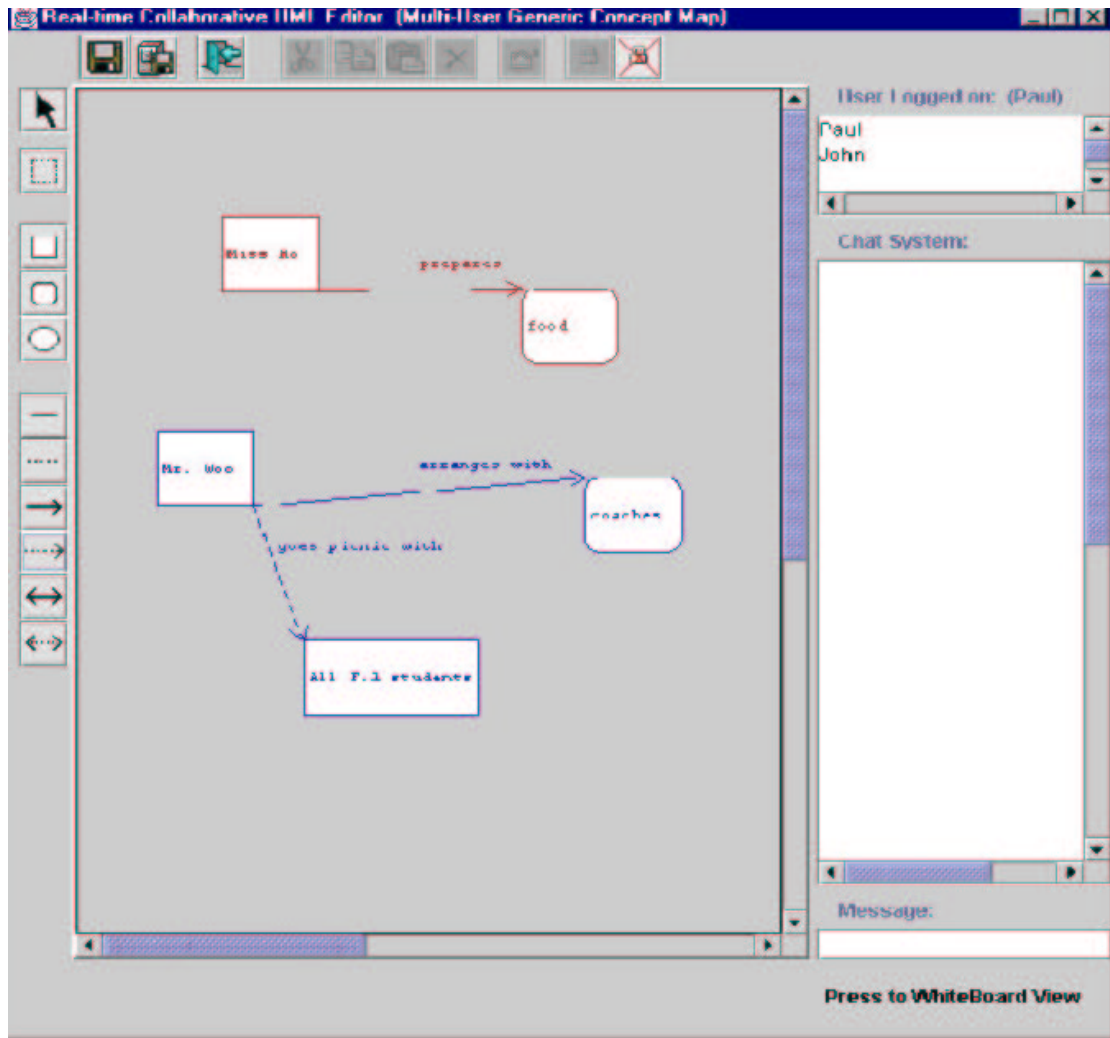 Real-time Collaborative UML Editor (Multi-User Generic Concept Map)
User Logged on: (Paul)
Paul
John
Chat System:
Miss Ho
prepares
food
Mr. Woo
arranges with
coaches
goes picnic with
All F.1 students
Message:
Press to WhiteBoard View